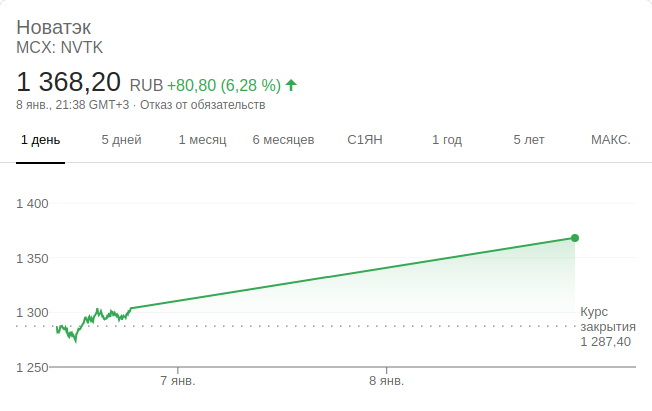 Новатэк
MCX: NVTK
1 368,20 RUB +80,80 (6,28 %)
8 янв., 21:38 GMT+3 · Отказ от обязательств
1 день 5 дней 1 месяц 6 месяцев С1ЯН 1 год 5 лет МАКС.
1 400
1 350
1 300
Курс
закрытия
1 287,40
1 250
7 янв. 8 янв.